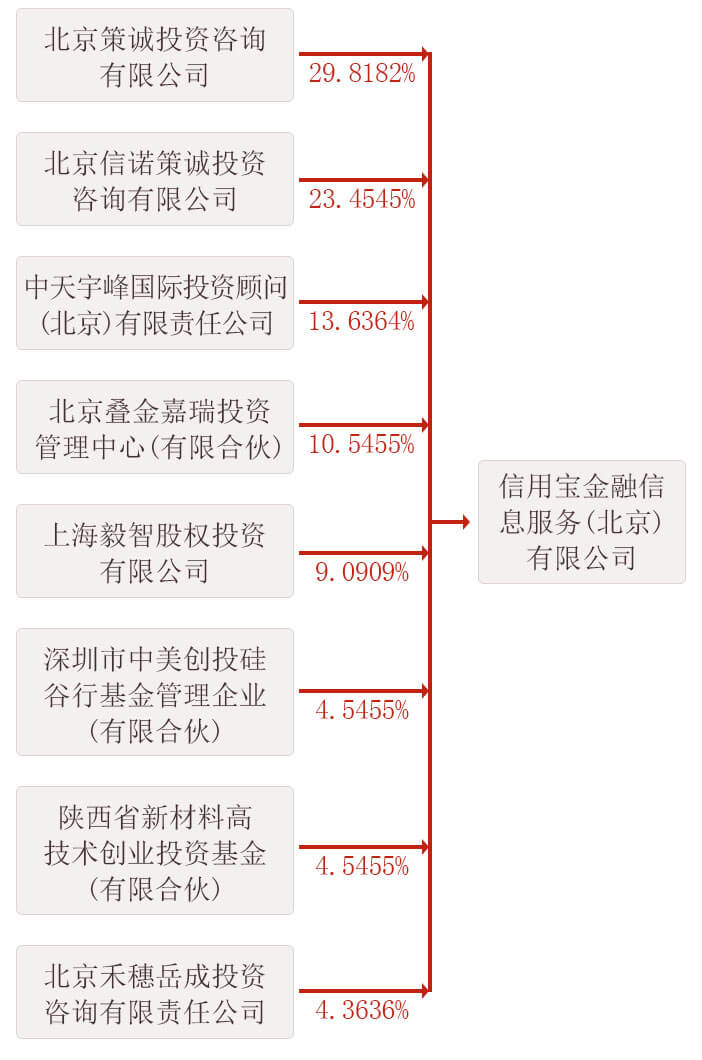 北京策诚投资咨询
有限公司
29.8182%
北京信诺策诚投资
咨询有限公司
23.4545%
中天宇峰国际投资顾问
(北京)有限责任公司
13.6364%
北京叠金嘉瑞投资
管理中心(有限合伙)
10.5455%
上海毅智股权投资
有限公司
9.0909%
深圳市中美创投硅
谷行基金管理企业
(有限合伙)
4.5455%
陕西省新材料高
技术创业投资基金
(有限合伙)
4.5455%
北京禾穗岳成投资
咨询有限责任公司
4.3636%
信用宝金融信
息服务(北京)
有限公司